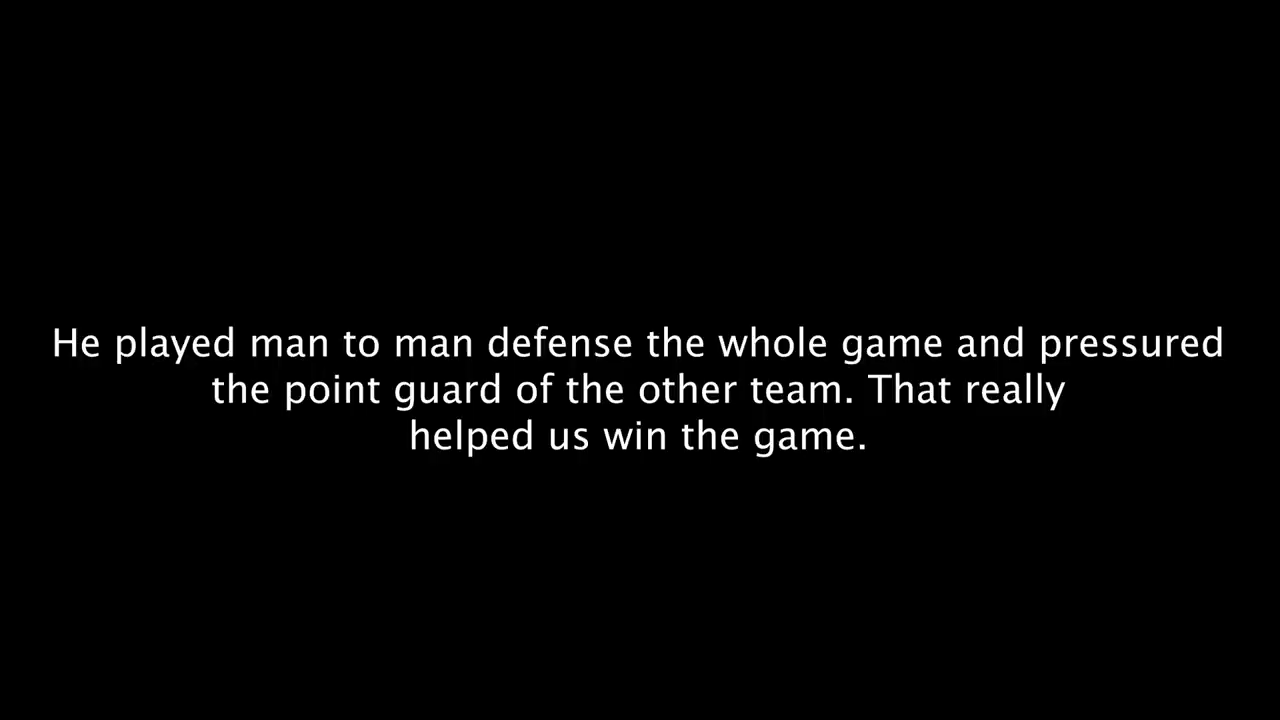 He played man to man defense the whole game and pressured
the point guard of the other team. That really
helped us win the game.